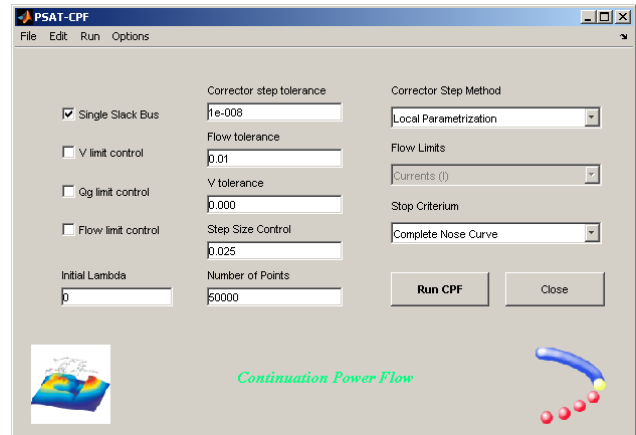 PSAT-CPF
File Edit Run Options
Corrector step tolerance
Corrector Step Method
Single Slack Bus
1e-008
Local Parametrization
Flow tolerance
Flow Limits
V limit control
0.01
Currents (I)
V tolerance
Qg limit control
0.000
Stop Criterium
Flow limit control
Step Size Control
Complete Nose Curve
0.025
Initial Lambda
Number of Points
Run CPF
Close
0
50000
Continuation Power Flow